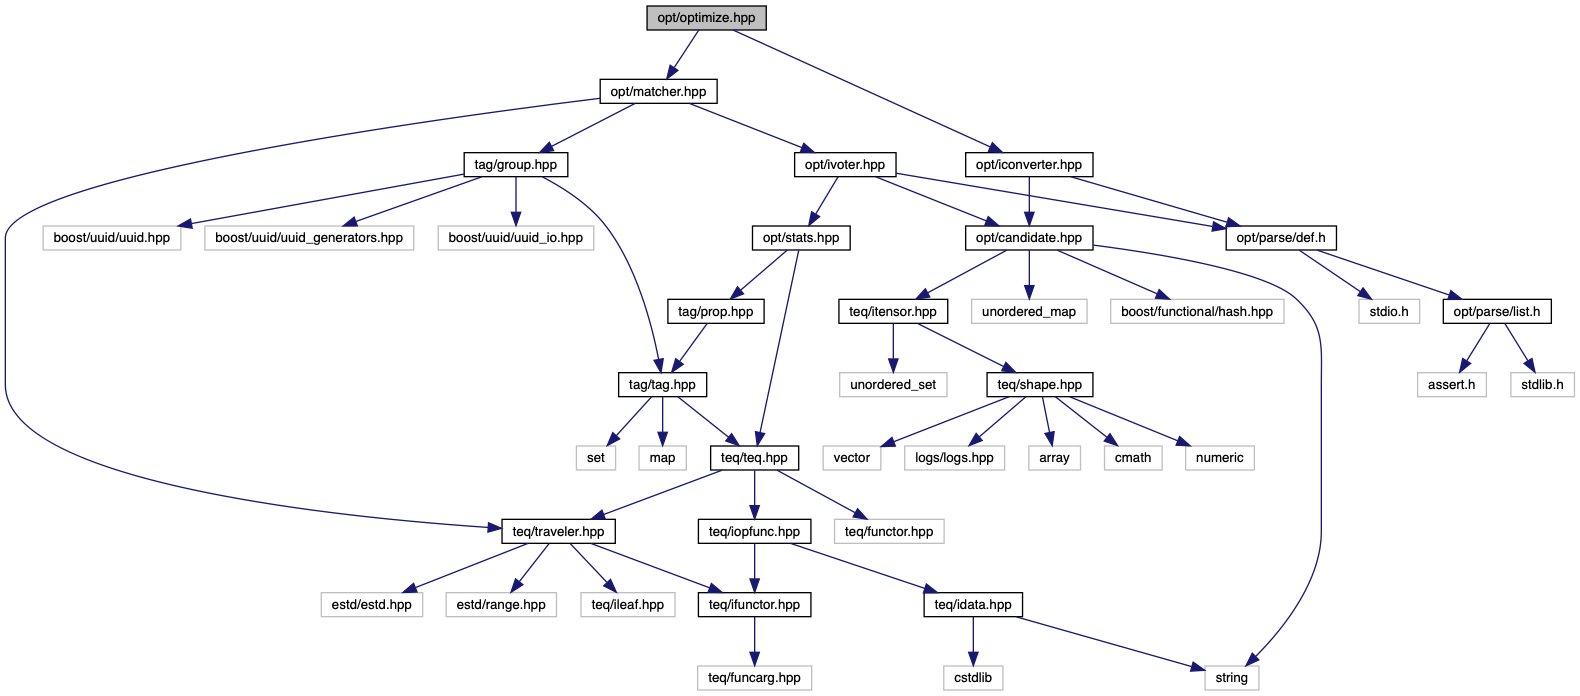 opt/optimize.hpp
opt/matcher.hpp
tag/group.hpp
opt/ivoter.hpp
opt/iconverter.hpp
boost/uuid/uuid.hpp
boost/uuid/uuid_generators.hpp
boost/uuid/uuid_io.hpp
opt/stats.hpp
opt/candidate.hpp
opt/parse/def.h
tag/prop.hpp
teq/itensor.hpp
unordered_map
boost/functional/hash.hpp
stdio.h
opt/parse/list.h
tag/tag.hpp
unordered_set
teq/shape.hpp
assert.h
stdlib.h
set
map
teq/teq.hpp
vector
logs/logs.hpp
array
cmath
numeric
teq/traveler.hpp
teq/iopfunc.hpp
teq/functor.hpp
estd/estd.hpp
estd/range.hpp
teq/ileaf.hpp
teq/ifunctor.hpp
teq/idata.hpp
teq/funcarg.hpp
cstdlib
string